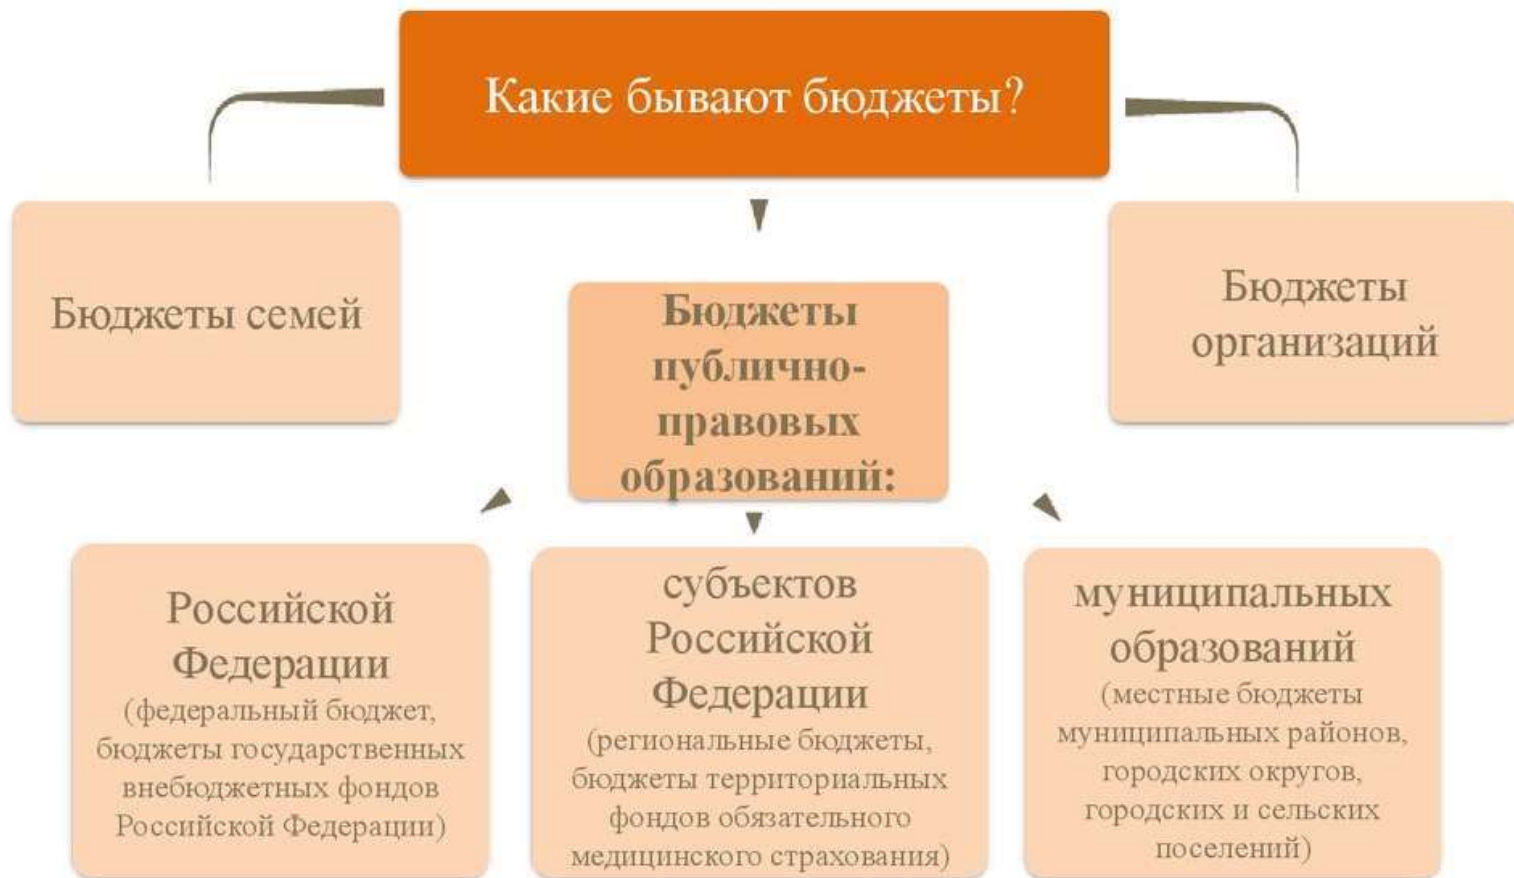 Какие бывают бюджеты?
Бюджеты семей
Бюджеты
публично-
правовых
образований:
Бюджеты
организаций
Российской
Федерации
(федеральный бюджет,
бюджеты государственных
внебюджетных фондов
Российской Федерации)
субъектов
Российской
Федерации
(региональные бюджеты,
бюджеты территориальных
фондов обязательного
медицинского страхования)
муниципальных
образований
(местные бюджеты
муниципальных районов,
городских округов,
городских и сельских
поселений)